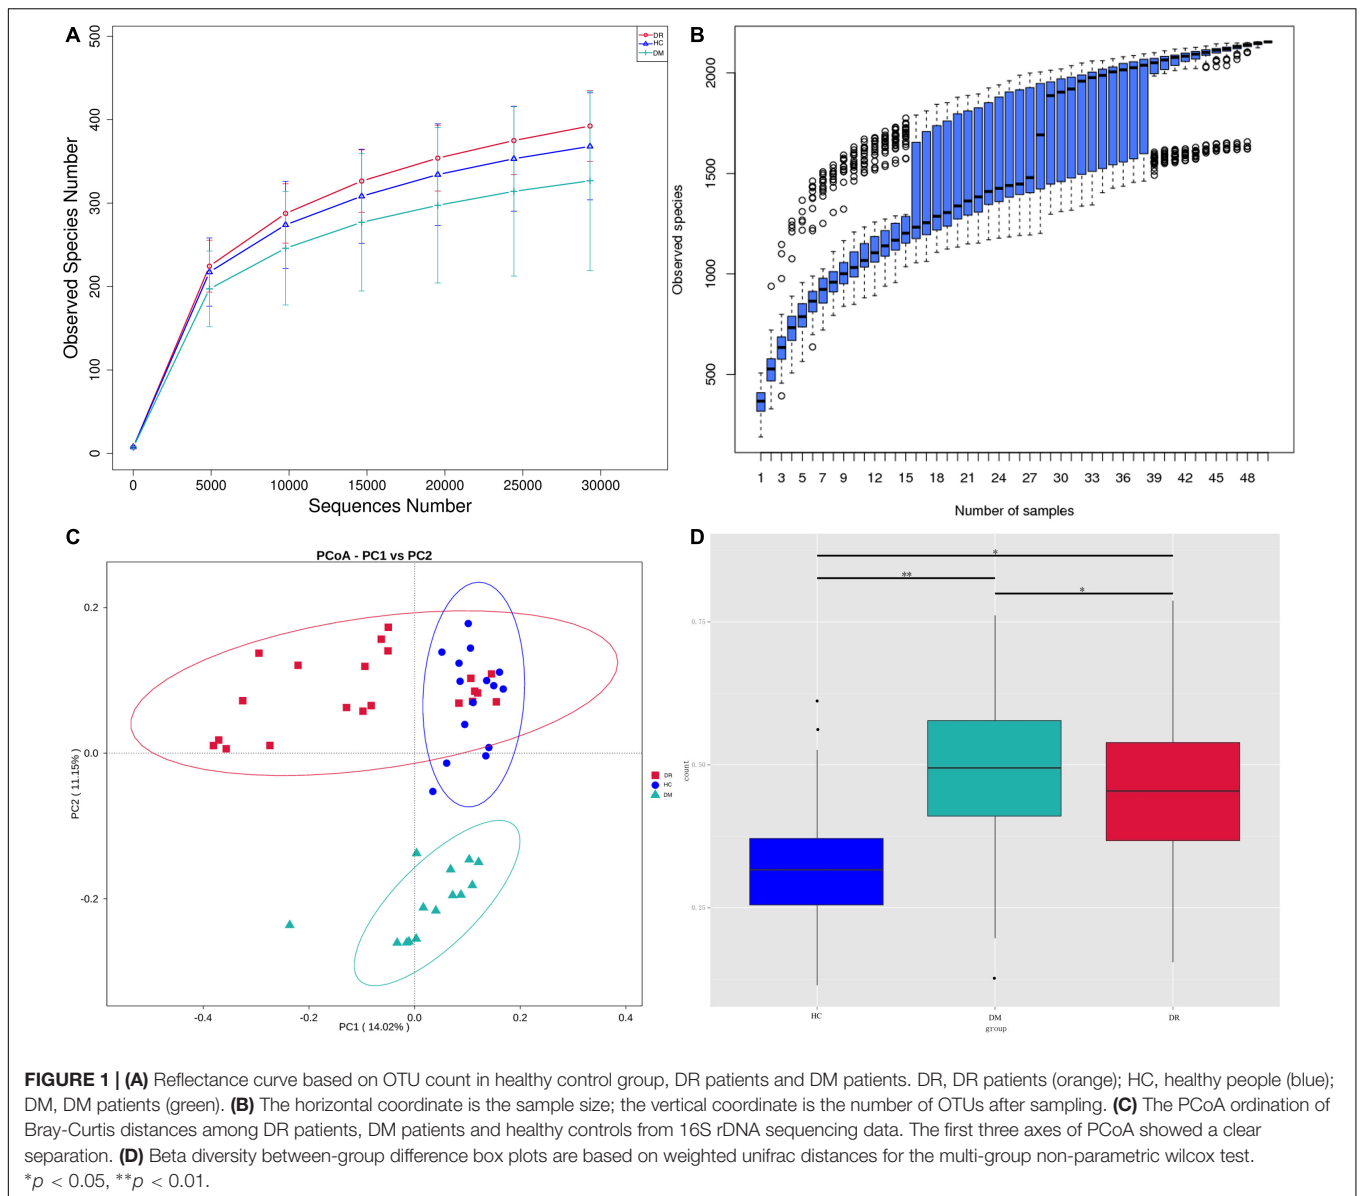 A
500
400
300
200
100
0
Observed Species Number
0 5000 10000 15000 20000 25000 30000
Sequences Number
DR
HC
DM
B
2000
1500
1000
500
Observed species
1 3 5 7 9 12 15 18 21 24 27 30 33 36 39 42 45 48
Number of samples
C
PCoA - PC1 vs PC2
0.2
0.0
-0.2
PC2 ( 11.15% )
-0.4 -0.2 0.0 0.2 0.4
PC1 ( 14.02% )
DR
HC
DM
D
*
**
*
0.75
0.50
0.25
count
HC DM DR
group
FIGURE 1 | (A) Reflectance curve based on OTU count in healthy control group, DR patients and DM patients. DR, DR patients (orange); HC, healthy people (blue);
DM, DM patients (green). (B) The horizontal coordinate is the sample size; the vertical coordinate is the number of OTUs after sampling. (C) The PCoA ordination of
Bray-Curtis distances among DR patients, DM patients and healthy controls from 16S rDNA sequencing data. The first three axes of PCoA showed a clear
separation. (D) Beta diversity between-group difference box plots are based on weighted unifrac distances for the multi-group non-parametric wilcox test.
*p < 0.05, **p < 0.01.